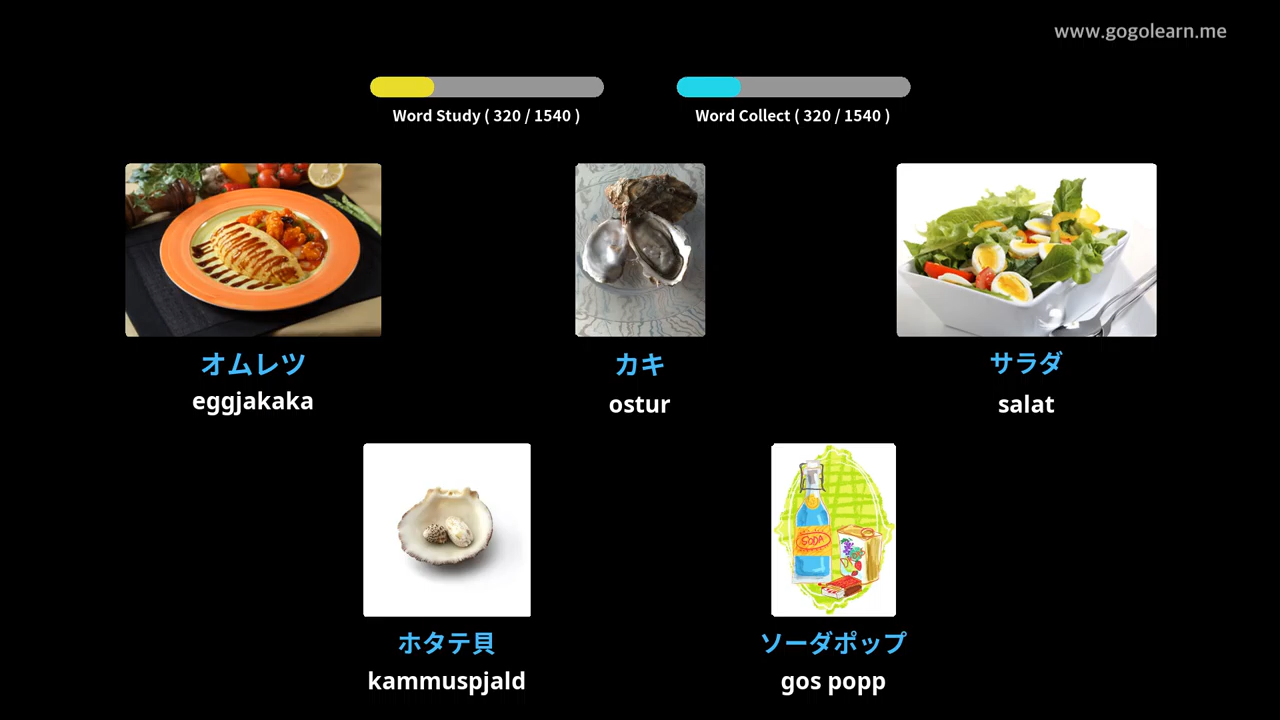 www.gogolearn.me
Word Study ( 320 / 1540 )
Word Collect ( 320 / 1540 )
オムレツ
eggjakaka
カキ
ostur
サラダ
salat
SODA
ホタテ貝
kammuspjald
ソーダポップ
gos popp